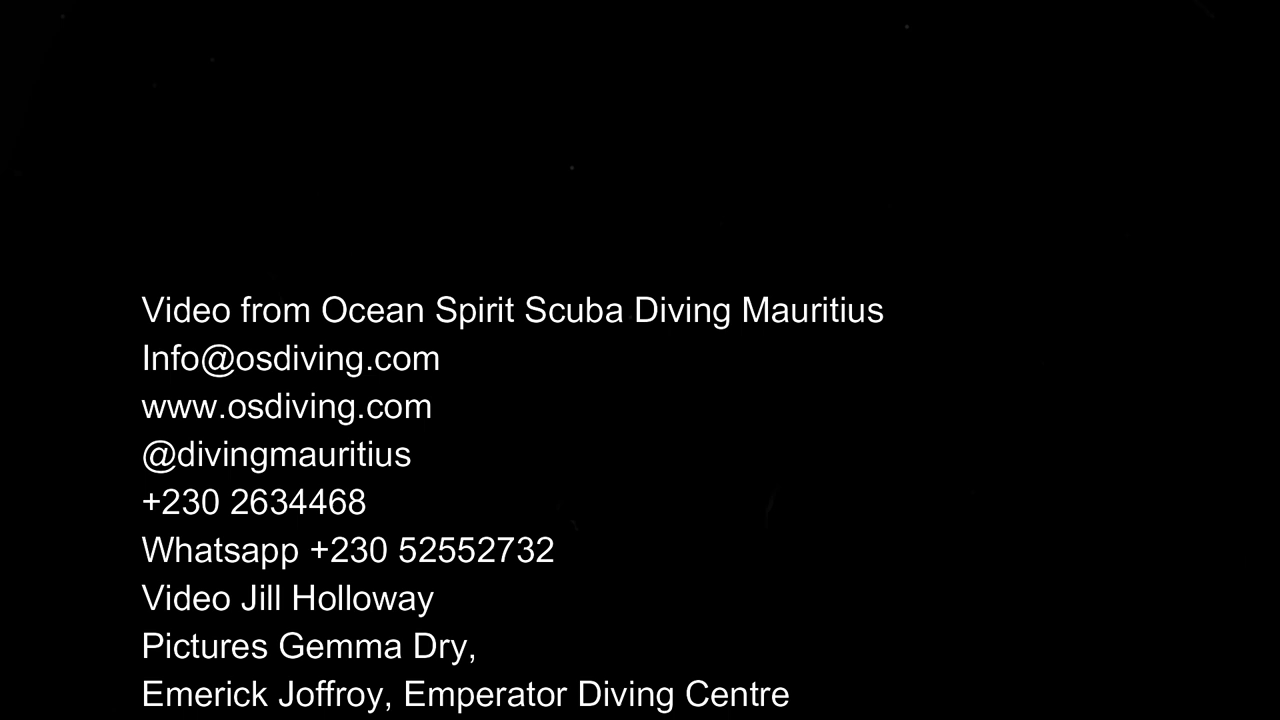 Video from Ocean Spirit Scuba Diving Mauritius
Info@osdiving.com
www.osdiving.com
@divingmauritius
+230 2634468
Whatsapp +230 52552732
Video Jill Holloway
Pictures Gemma Dry,
Emerick Joffroy, Emperator Diving Centre